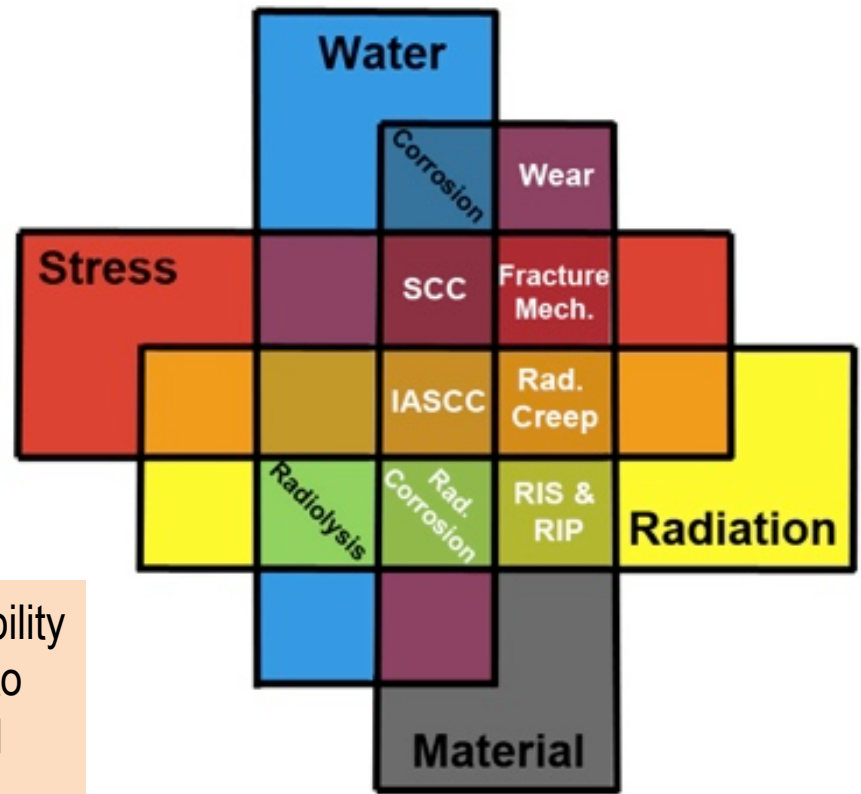 Water
Corrosion
Wear
Stress
SCC
Fracture
Mech.
IASCC
Rad.
Creep
Radiolysis
Rad.
Corrosion
RIS &
RIP
Radiation
Material